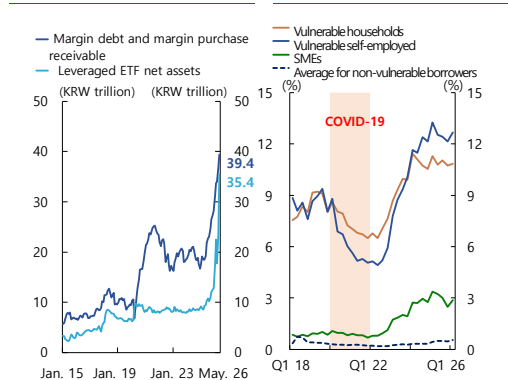 Margin debt and margin purchase
receivable
Leveraged ETF net assets
(KRW trillion) (KRW trillion)
50 50
40 40
39.4
35.4
30 30
20 20
10 10
0 0
Jan. 15 Jan. 19 Jan. 23 May. 26
Vulnerable households
Vulnerable self-employed
SMEs
Average for non-vulnerable borrowers
(%) (%)
15 15
COVID-19
12 12
9 9
6 6
3 3
0 0
Q1 18 Q1 22 Q1 26